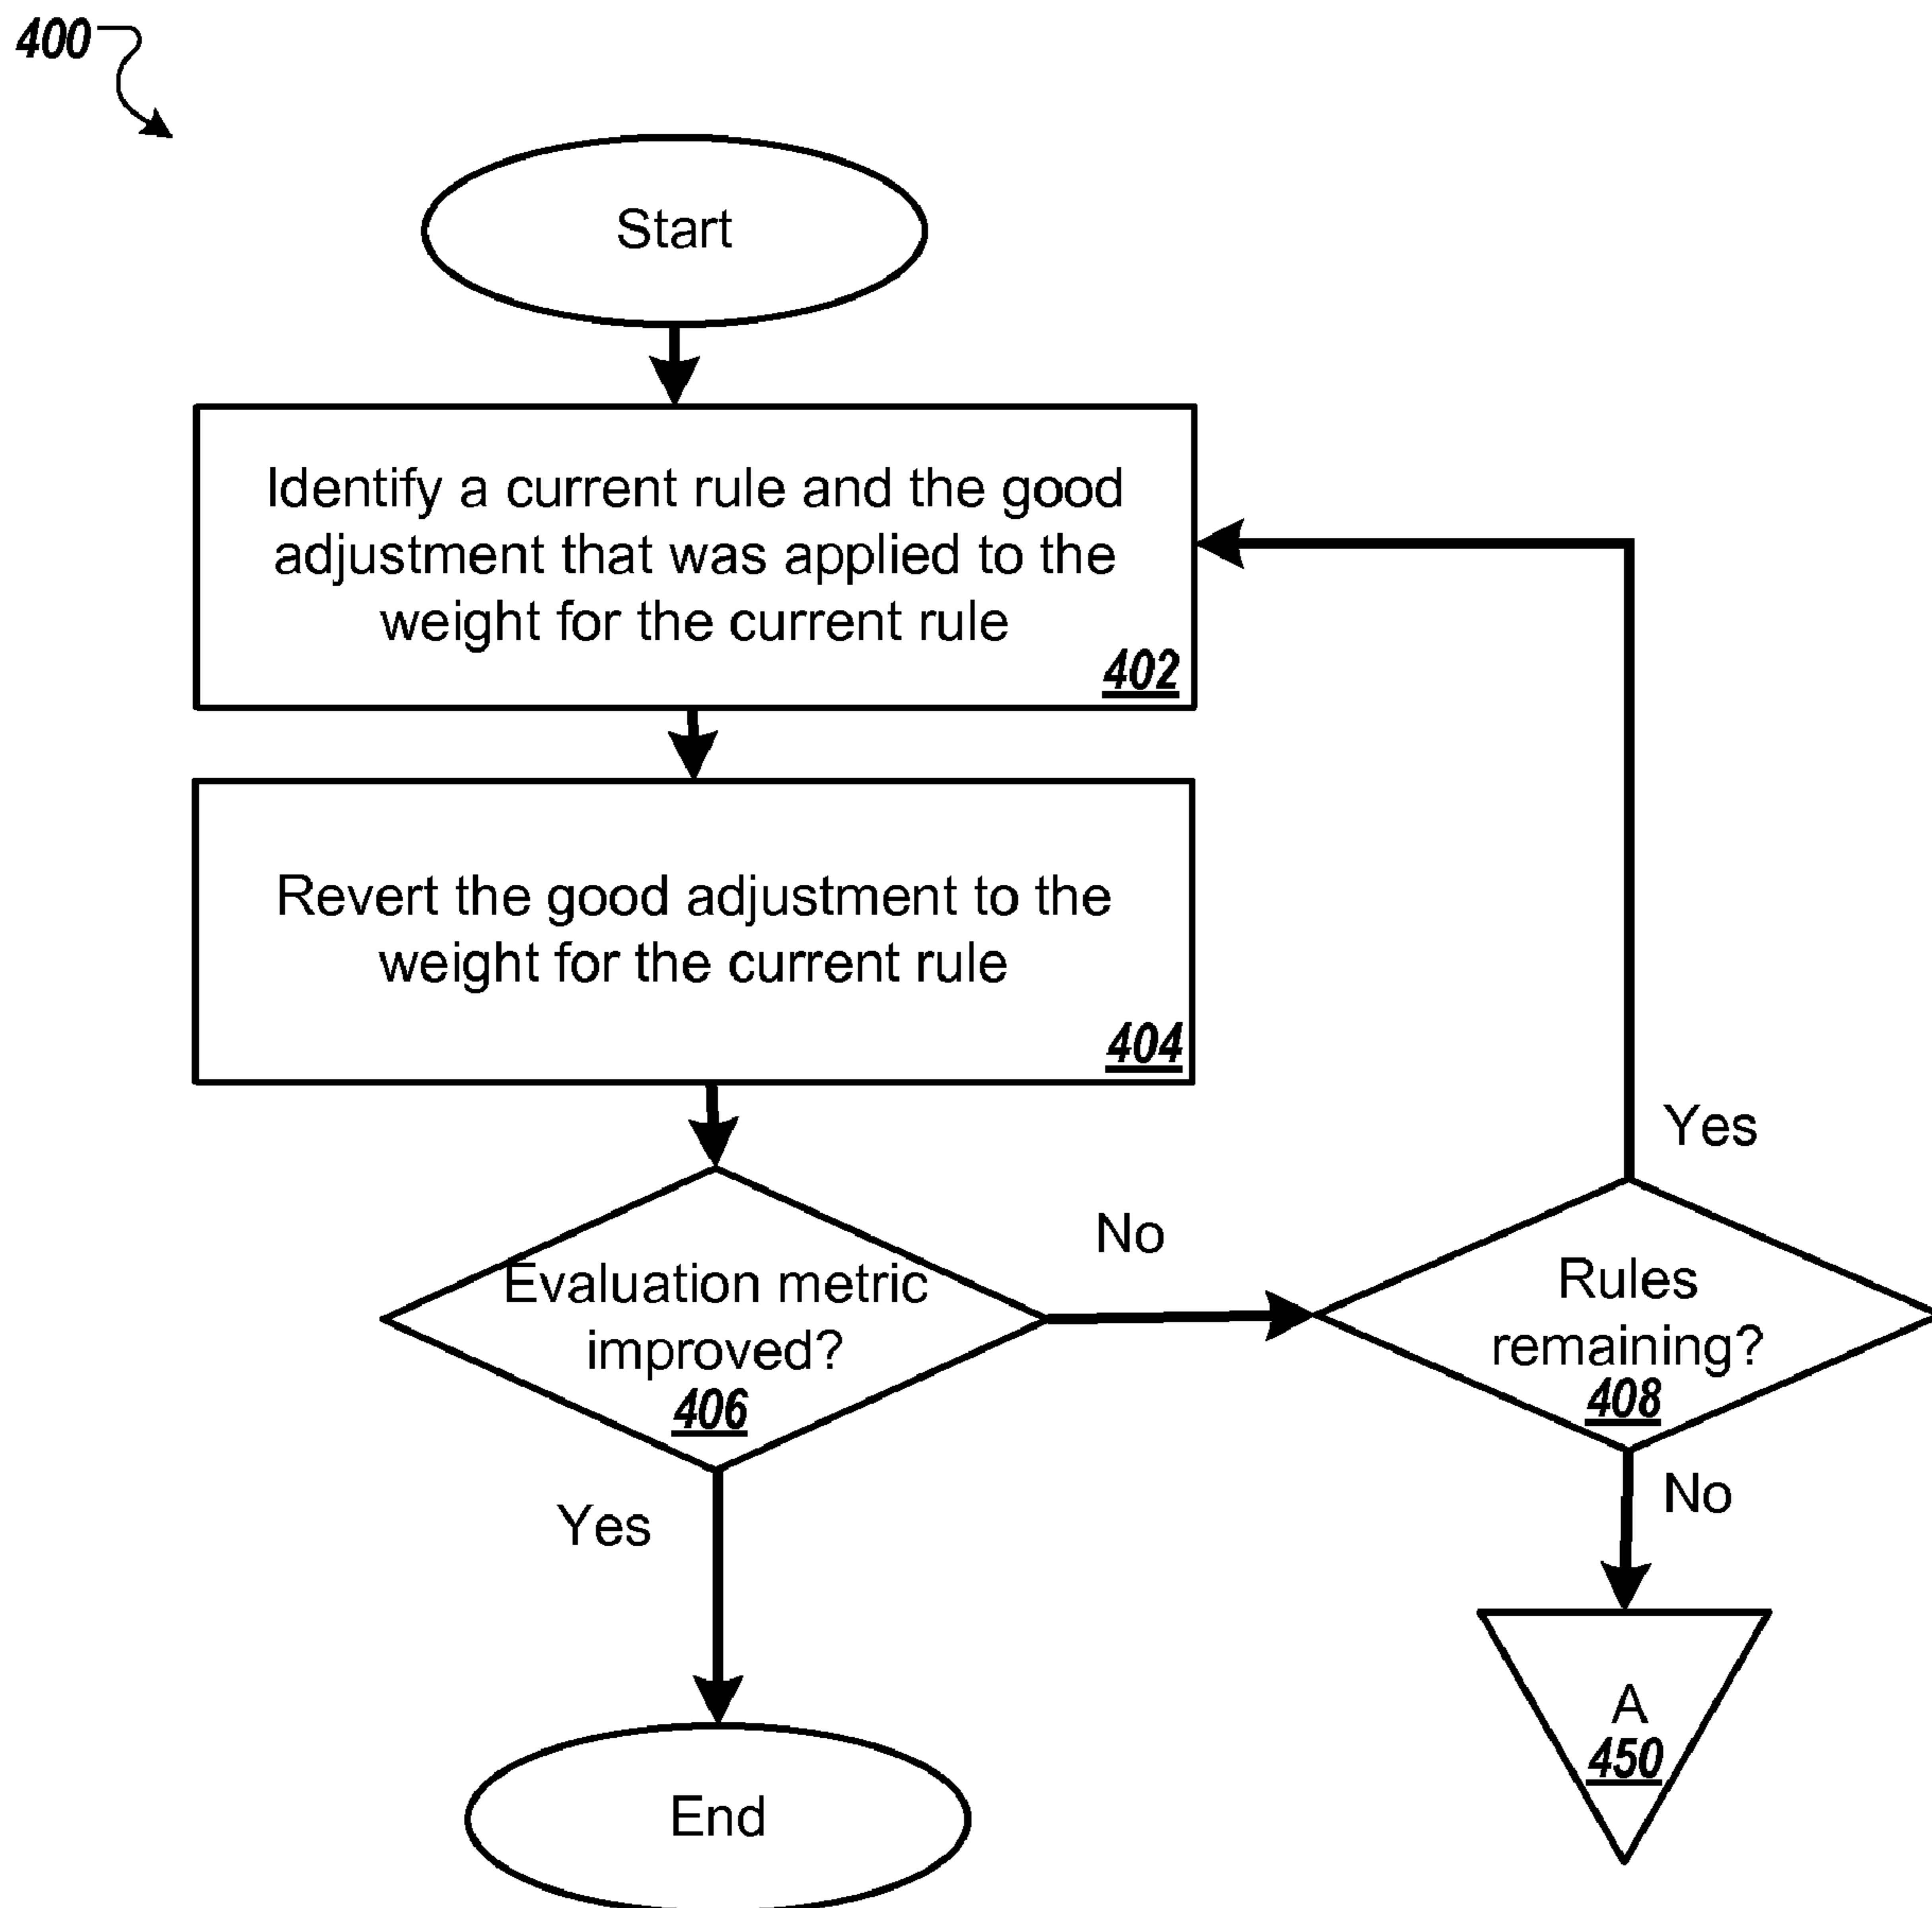 400
Start
Identify a current rule and the good
adjustment that was applied to the
weight for the current rule
402
Revert the good adjustment to the
weight for the current rule
404
Evaluation metric
improved?
406
No
Yes
Rules
remaining?
408
Yes
No
A
450
End